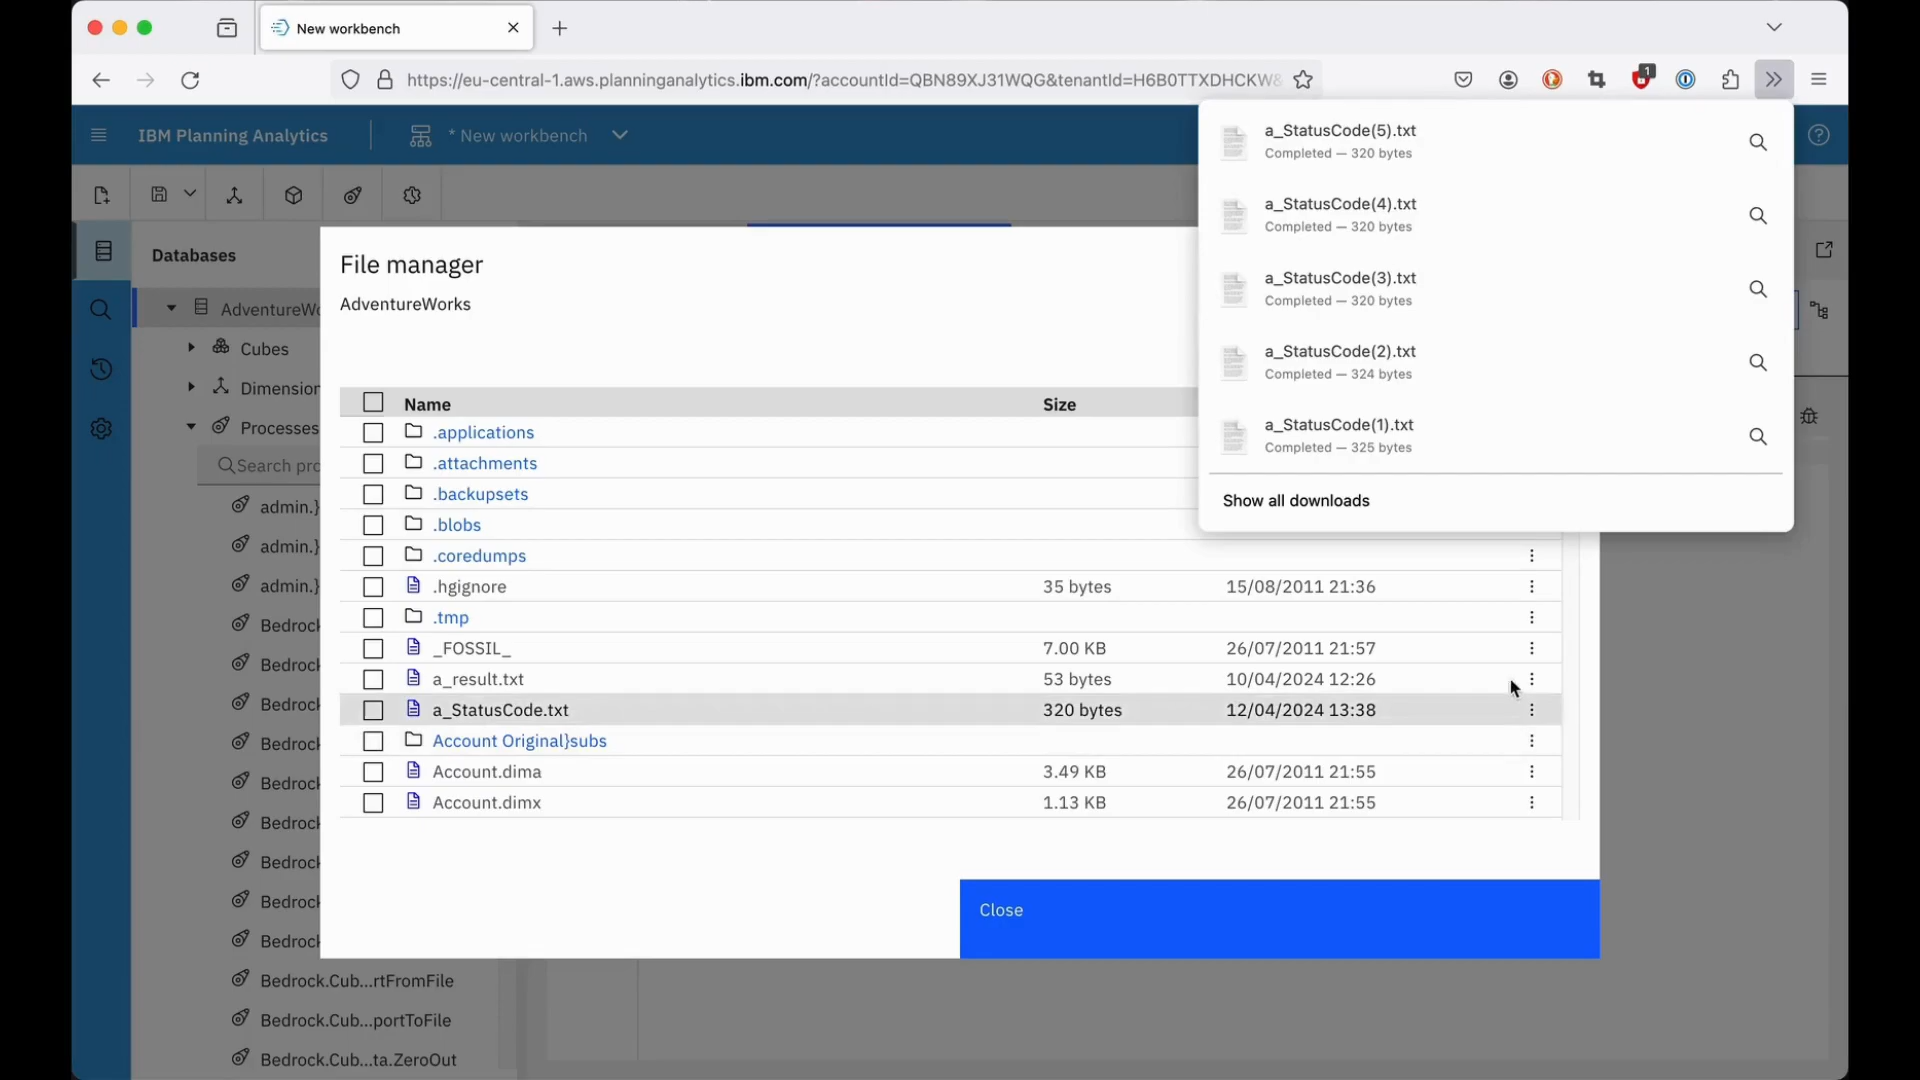 New workbench
https://eu-central-1.aws.planninganalytics.ibm.com/?accountId=QBN89XJ31WQG&tenantId=H6B0TTXDHCKW&
1
IBM Planning Analytics
* New workbench
a_StatusCode(5).txt
Completed — 320 bytes
a_StatusCode(4).txt
Completed — 320 bytes
a_StatusCode(3).txt
Completed — 320 bytes
a_StatusCode(2).txt
Completed — 324 bytes
a_StatusCode(1).txt
Completed — 325 bytes
Show all downloads
Databases
AdventureWo
Cubes
Dimension
Processes
Search pro
admin.}
admin.}
admin.}
Bedrock
Bedrock
Bedrock
Bedrock
Bedrock
Bedrock
Bedrock
Bedrock
Bedrock
Bedrock.Cub...rtFromFile
Bedrock.Cub...portToFile
Bedrock.Cub...ta.ZeroOut
File manager
AdventureWorks
Name Size
.applications
.attachments
.backupsets
.blobs
.coredumps
.hgignore 35 bytes 15/08/2011 21:36
.tmp
_FOSSIL_ 7.00 KB 26/07/2011 21:57
a_result.txt 53 bytes 10/04/2024 12:26
a_StatusCode.txt 320 bytes 12/04/2024 13:38
Account Original}subs
Account.dima 3.49 KB 26/07/2011 21:55
Account.dimx 1.13 KB 26/07/2011 21:55
Close